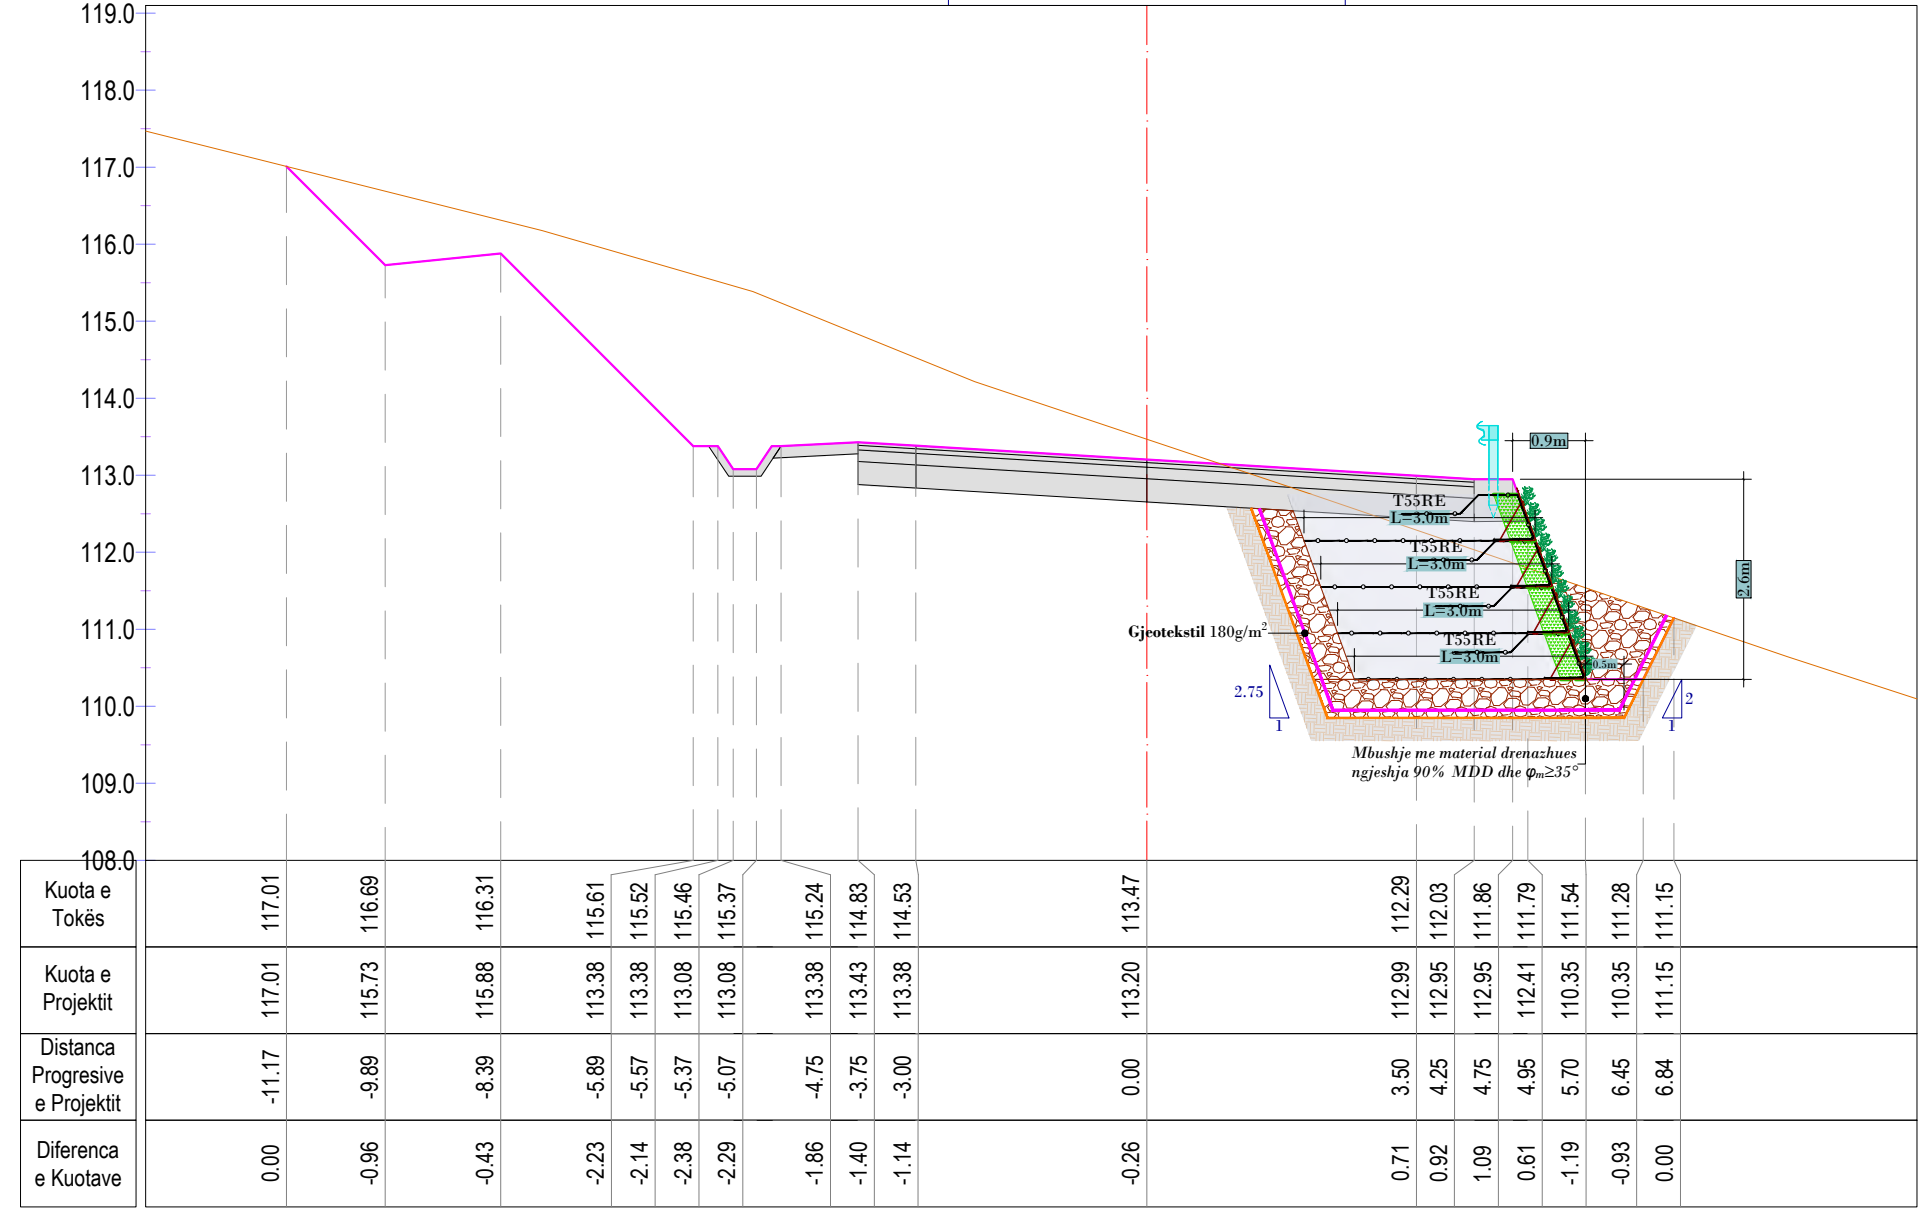 119.0
118.0
117.0
116.0
115.0
114.0
113.0
112.0
111.0
110.0
109.0
108.0
0.9m
2.6m
T55RE
L=3.0m
T55RE
L=3.0m
T55RE
L=3.0m
T55RE
L=3.0m
0.5m
Gjeotekstil 180g/m²
2.75
1
2
1
Mbushje me material drenazhues
ngjeshja 90% MDD dhe φm≥35°
Kuota e
Tokës
117.01 116.69 116.31 115.61 115.52 115.46 115.37 115.24 114.83 114.53 113.47 112.29 112.03 111.86 111.79 111.54 111.28 111.15
Kuota e
Projektit
117.01 115.73 115.88 113.38 113.38 113.08 113.08 113.38 113.43 113.38 113.20 112.99 112.95 112.95 112.41 110.35 110.35 111.15
Distanca
Progresive
e Projektit
-11.17 -9.89 -8.39 -5.89 -5.57 -5.37 -5.07 -4.75 -3.75 -3.00 0.00 3.50 4.25 4.75 4.95 5.70 6.45 6.84
Diferenca
e Kuotave
0.00 -0.96 -0.43 -2.23 -2.14 -2.38 -2.29 -1.86 -1.40 -1.14 -0.26 0.71 0.92 1.09 0.61 -1.19 -0.93 0.00